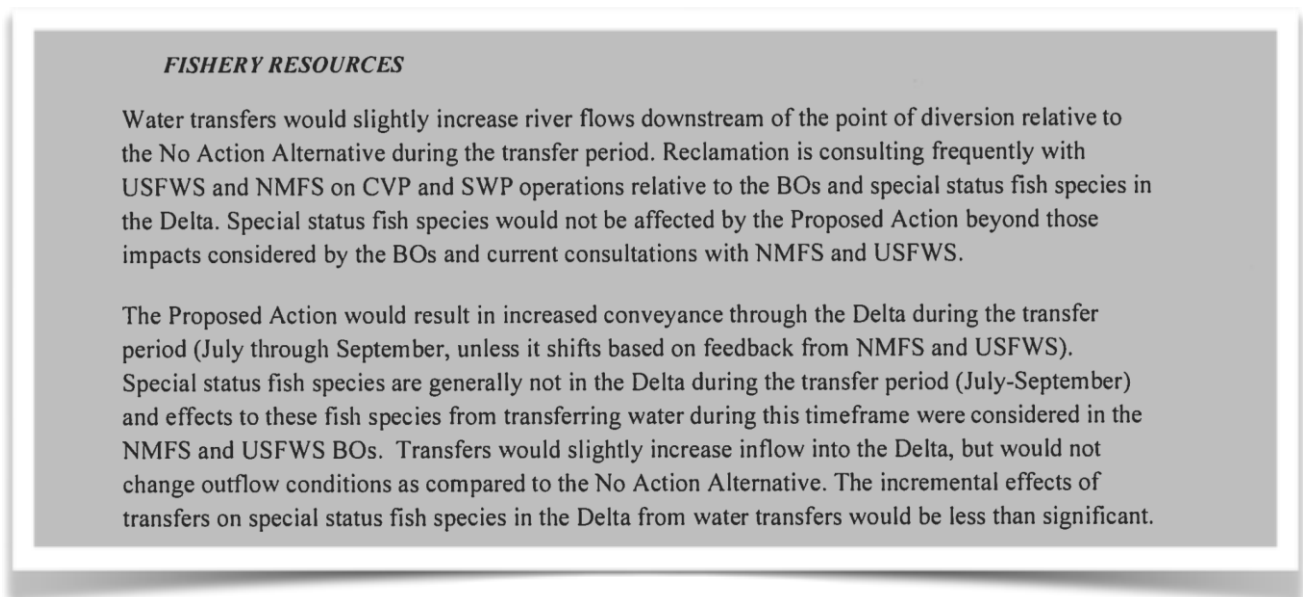 FISHERY RESOURCES
Water transfers would slightly increase river flows downstream of the point of diversion relative to
the No Action Alternative during the transfer period. Reclamation is consulting frequently with
USFWS and NMFS on CVP and SWP operations relative to the BOs and special status fish species in
the Delta. Special status fish species would not be affected by the Proposed Action beyond those
impacts considered by the BOs and current consultations with NMFS and USFWS.
The Proposed Action would result in increased conveyance through the Delta during the transfer
period (July through September, unless it shifts based on feedback from NMFS and USFWS).
Special status fish species are generally not in the Delta during the transfer period (July-September)
and effects to these fish species from transferring water during this timeframe were considered in the
NMFS and USFWS BOs. Transfers would slightly increase inflow into the Delta, but would not
change outflow conditions as compared to the No Action Alternative. The incremental effects of
transfers on special status fish species in the Delta from water transfers would be less than significant.